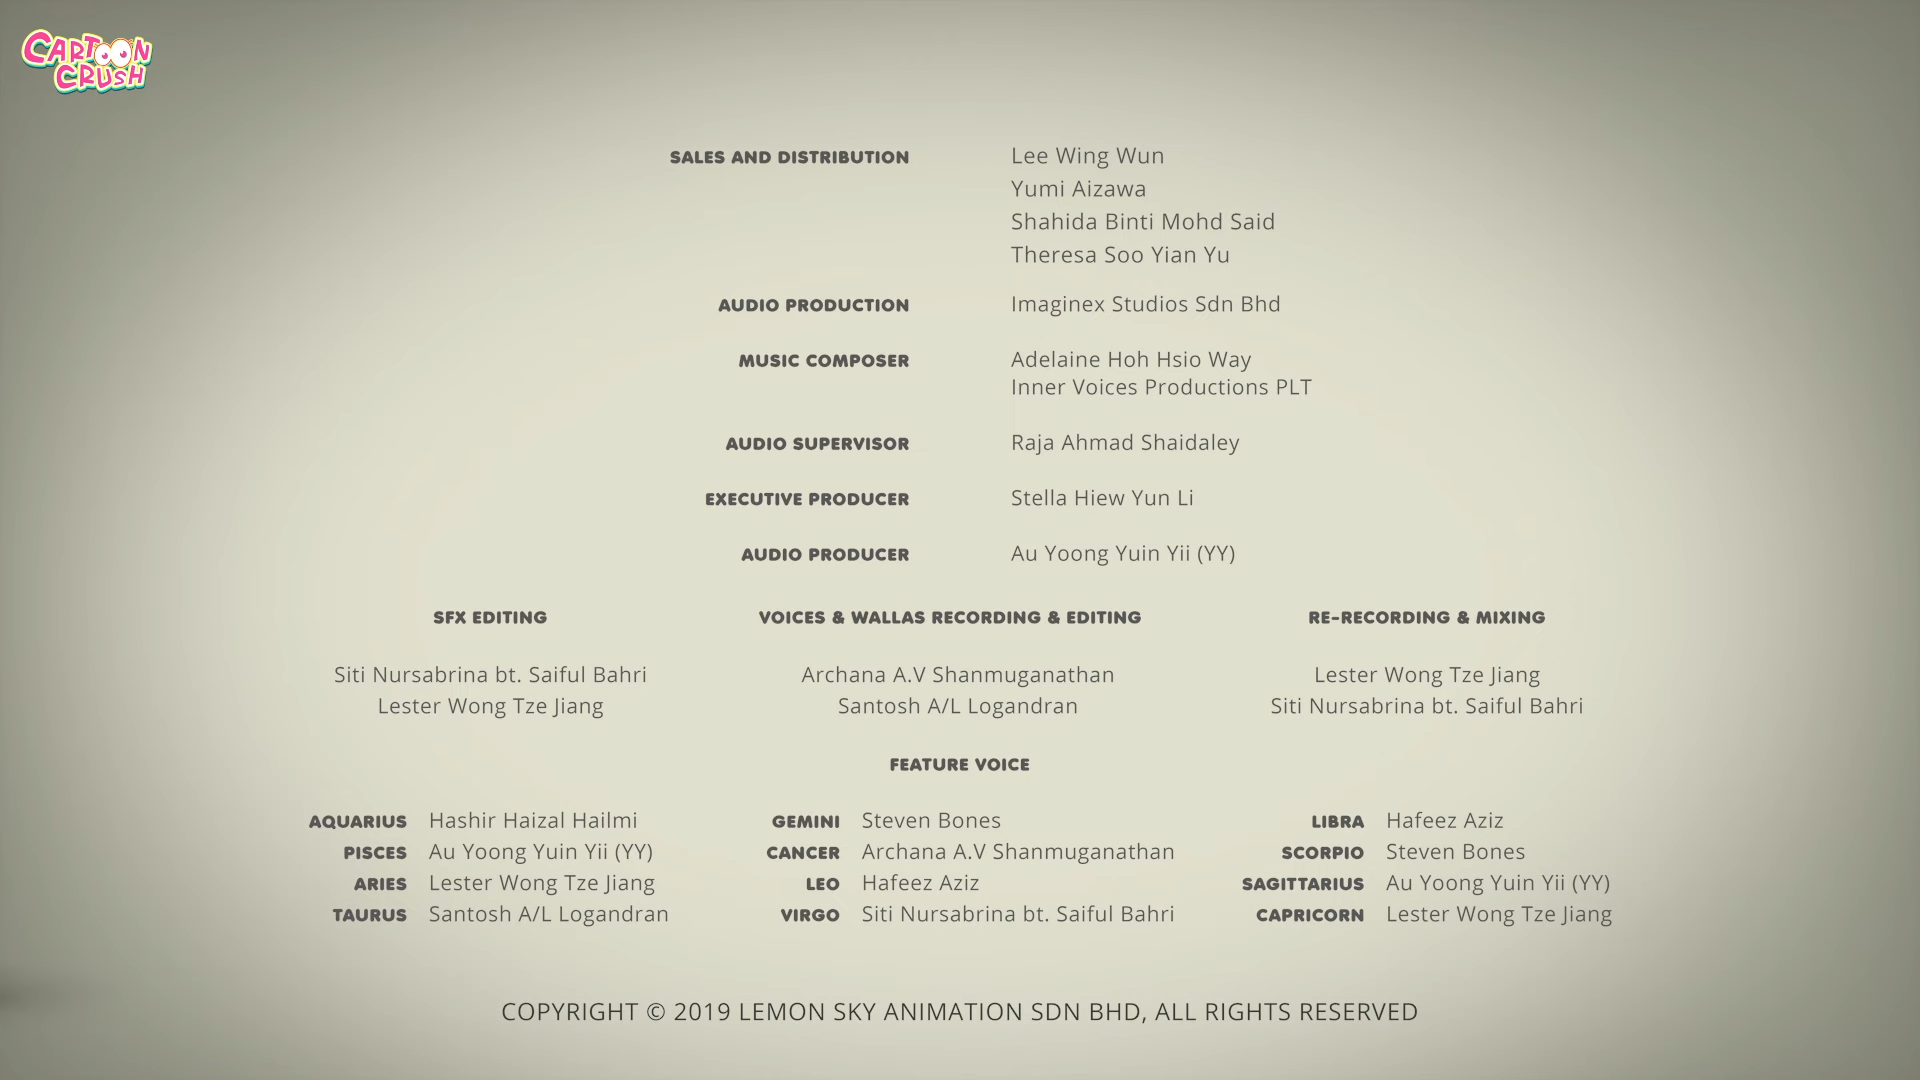 CARTOON
CRUSH
SALES AND DISTRIBUTION Lee Wing Wun
Yumi Aizawa
Shahida Binti Mohd Said
Theresa Soo Yian Yu
AUDIO PRODUCTION Imaginex Studios Sdn Bhd
MUSIC COMPOSER Adelaine Hoh Hsio Way
Inner Voices Productions PLT
AUDIO SUPERVISOR Raja Ahmad Shaidaley
EXECUTIVE PRODUCER Stella Hiew Yun Li
AUDIO PRODUCER Au Yoong Yuin Yii (YY)
SFX EDITING
Siti Nursabrina bt. Saiful Bahri
Lester Wong Tze Jiang
VOICES & WALLAS RECORDING & EDITING
Archana A.V Shanmuganathan
Santosh A/L Logandran
RE-RECORDING & MIXING
Lester Wong Tze Jiang
Siti Nursabrina bt. Saiful Bahri
FEATURE VOICE
AQUARIUS Hashir Haizal Hailmi
PISCES Au Yoong Yuin Yii (YY)
ARIES Lester Wong Tze Jiang
TAURUS Santosh A/L Logandran
GEMINI Steven Bones
CANCER Archana A.V Shanmuganathan
LEO Hafeez Aziz
VIRGO Siti Nursabrina bt. Saiful Bahri
LIBRA Hafeez Aziz
SCORPIO Steven Bones
SAGITTARIUS Au Yoong Yuin Yii (YY)
CAPRICORN Lester Wong Tze Jiang
COPYRIGHT © 2019 LEMON SKY ANIMATION SDN BHD, ALL RIGHTS RESERVED